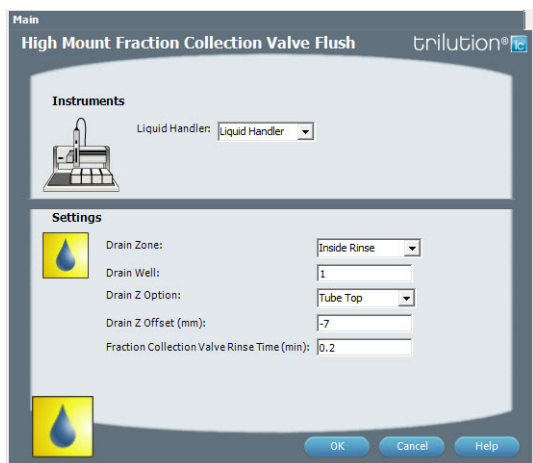 Main
High Mount Fraction Collection Valve Flush trilution® lc
Instruments
Liquid Handler: Liquid Handler
Settings
Drain Zone: Inside Rinse
Drain Well: 1
Drain Z Option: Tube Top
Drain Z Offset (mm): -7
Fraction Collection Valve Rinse Time (min): 0.2
OK Cancel Help